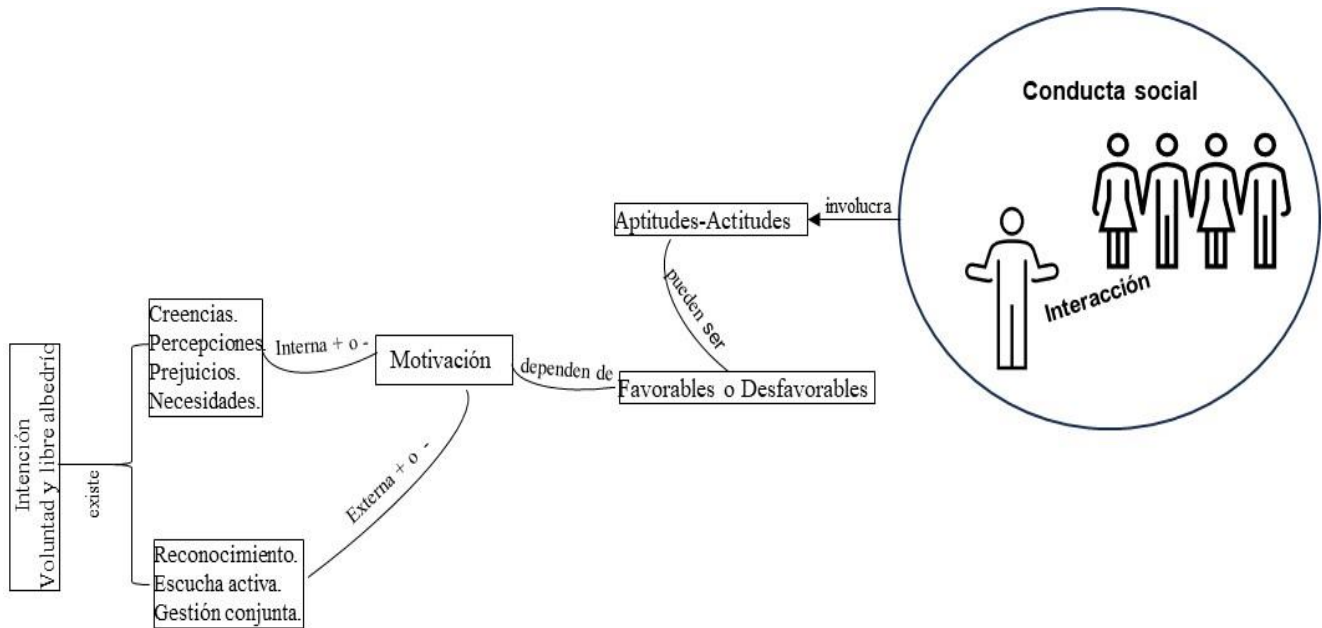 Conducta social
Interacción
involucra
Aptitudes-Actitudes
pueden ser
Favorables o Desfavorables
dependen de
Motivación
Interna + o -
Creencias.
Percepciones.
Prejuicios.
Necesidades.
Externa + o -
Reconocimiento.
Escucha activa.
Gestión conjunta.
existe
Intención
Voluntad y libre albedrío